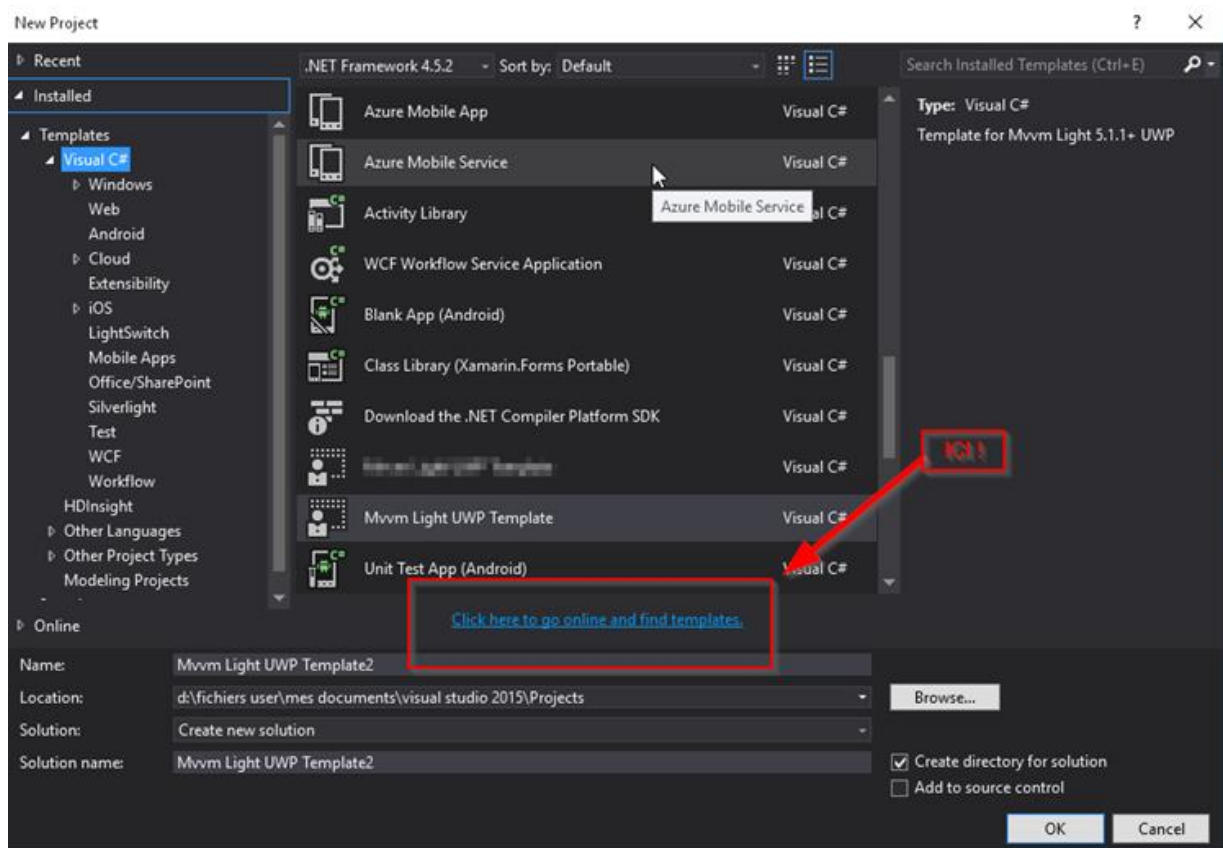 New Project
?
Recent
.NET Framework 4.5.2
Sort by: Default
Search Installed Templates (Ctrl+E)
Installed
Templates
Visual C#
Windows
Web
Android
Cloud
Extensibility
iOS
LightSwitch
Mobile Apps
Office/SharePoint
Silverlight
Test
WCF
Workflow
HDInsight
Other Languages
Other Project Types
Modeling Projects
Online
Azure Mobile App Visual C#
Azure Mobile Service Visual C#
Azure Mobile Service
Activity Library al C#
WCF Workflow Service Application Visual C#
Blank App (Android) Visual C#
Class Library (Xamarin.Forms Portable) Visual C#
Download the .NET Compiler Platform SDK Visual C#
Visual C#
Mvvm Light UWP Template Visual C#
Unit Test App (Android) Visual C#
Click here to go online and find templates.
Type: Visual C#
Template for Mvvm Light 5.1.1+ UWP
ICI !
Name: Mvvm Light UWP Template2
Location: d:\fichiers user\mes documents\visual studio 2015\Projects
Browse...
Solution: Create new solution
Solution name: Mvvm Light UWP Template2
Create directory for solution
Add to source control
OK
Cancel